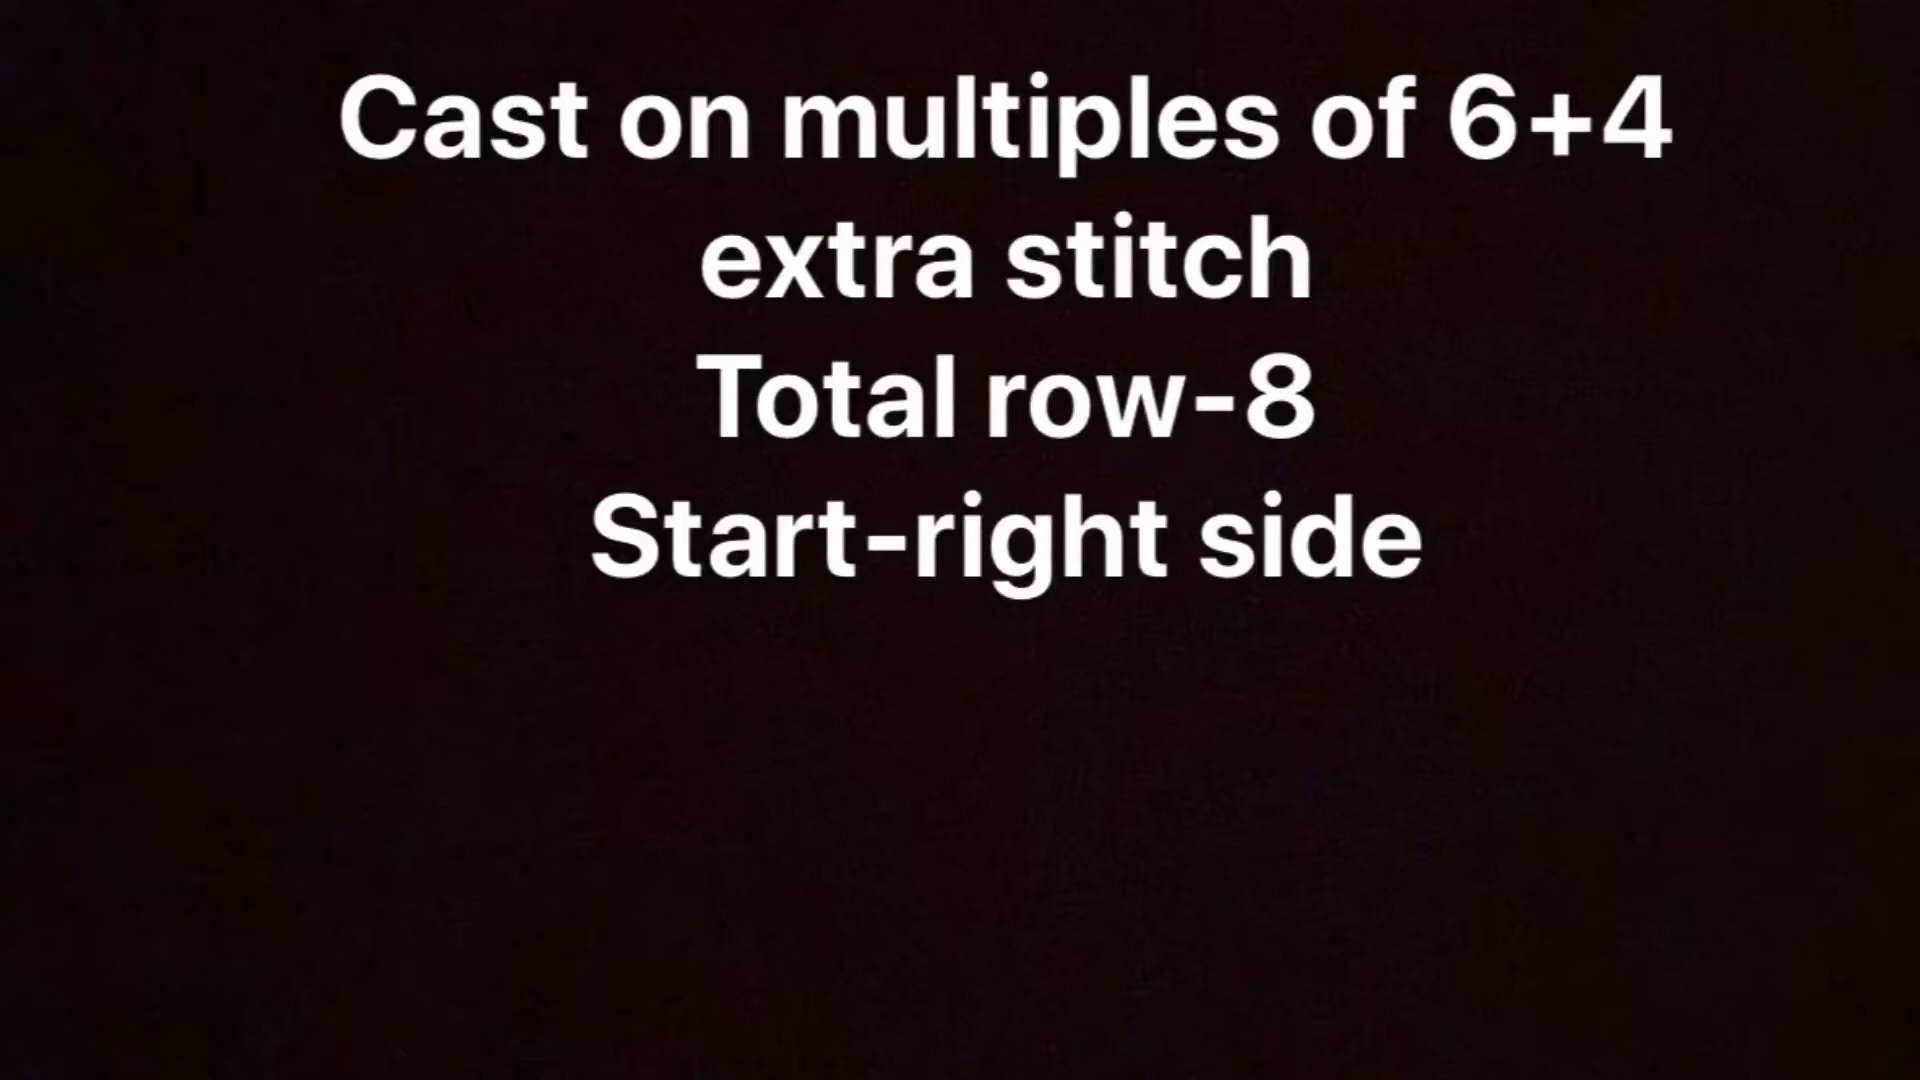 Cast on multiples of 6+4
extra stitch
Total row-8
Start-right side